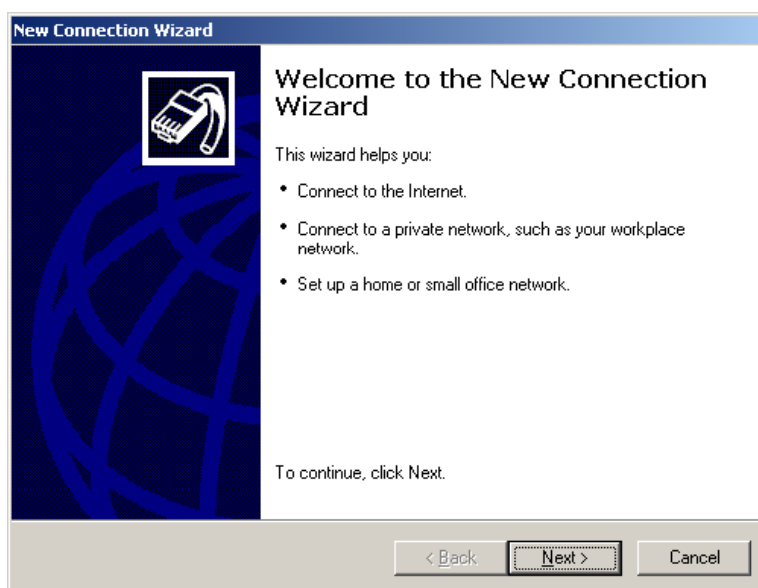 New Connection Wizard
Welcome to the New Connection
Wizard
This wizard helps you:
• Connect to the Internet.
• Connect to a private network, such as your workplace
network.
• Set up a home or small office network.
To continue, click Next.
< Back
Next >
Cancel